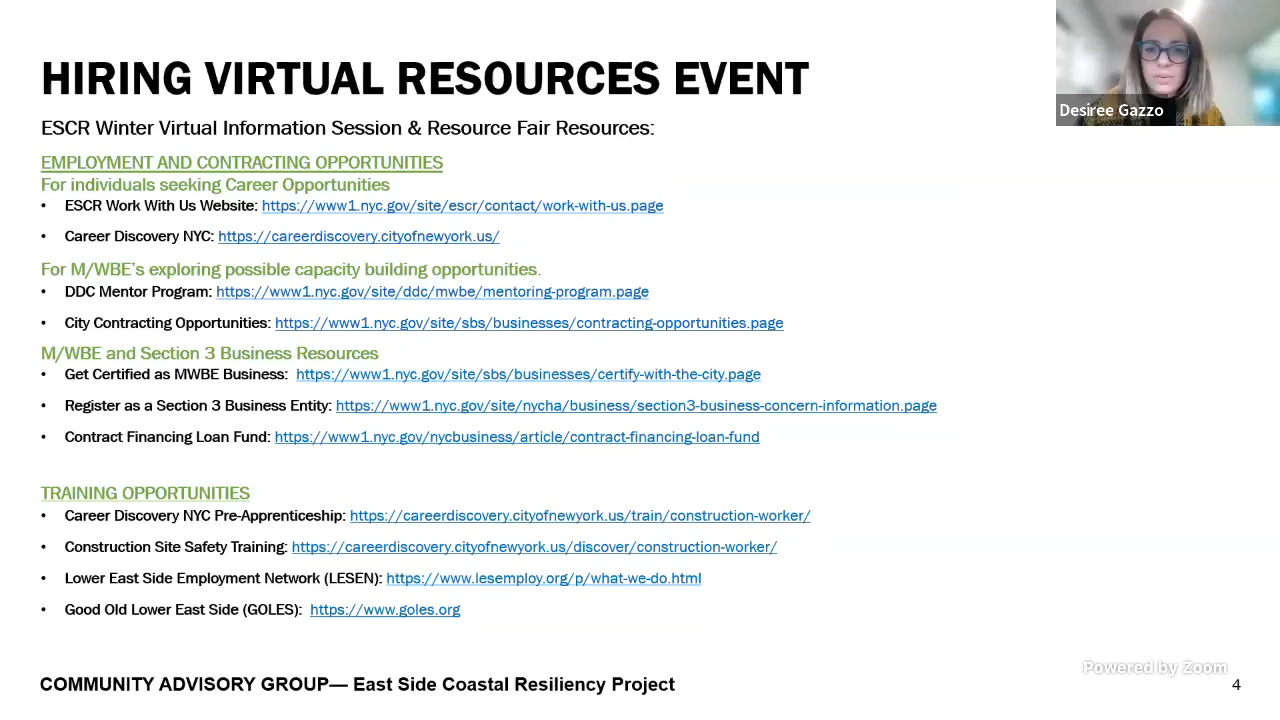 HIRING VIRTUAL RESOURCES EVENT
Desiree Gazzo
ESCR Winter Virtual Information Session & Resource Fair Resources:
EMPLOYMENT AND CONTRACTING OPPORTUNITIES
For individuals seeking Career Opportunities
• ESCR Work With Us Website: https://www1.nyc.gov/site/escr/contact/work-with-us.page
• Career Discovery NYC: https://careerdiscovery.cityofnewyork.us/
For M/WBE's exploring possible capacity building opportunities.
• DDC Mentor Program: https://www1.nyc.gov/site/ddc/mwbe/mentoring-program.page
• City Contracting Opportunities: https://www1.nyc.gov/site/sbs/businesses/contracting-opportunities.page
M/WBE and Section 3 Business Resources
• Get Certified as MWBE Business: https://www1.nyc.gov/site/sbs/businesses/certify-with-the-city.page
• Register as a Section 3 Business Entity: https://www1.nyc.gov/site/nycha/business/section3-business-concern-information.page
• Contract Financing Loan Fund: https://www1.nyc.gov/nycbusiness/article/contract-financing-loan-fund
TRAINING OPPORTUNITIES
• Career Discovery NYC Pre-Apprenticeship: https://careerdiscovery.cityofnewyork.us/train/construction-worker/
• Construction Site Safety Training: https://careerdiscovery.cityofnewyork.us/discover/construction-worker/
• Lower East Side Employment Network (LESEN): https://www.lesemploy.org/p/what-we-do.html
• Good Old Lower East Side (GOLES): https://www.goles.org
Powered by Zoom
COMMUNITY ADVISORY GROUP— East Side Coastal Resiliency Project
4